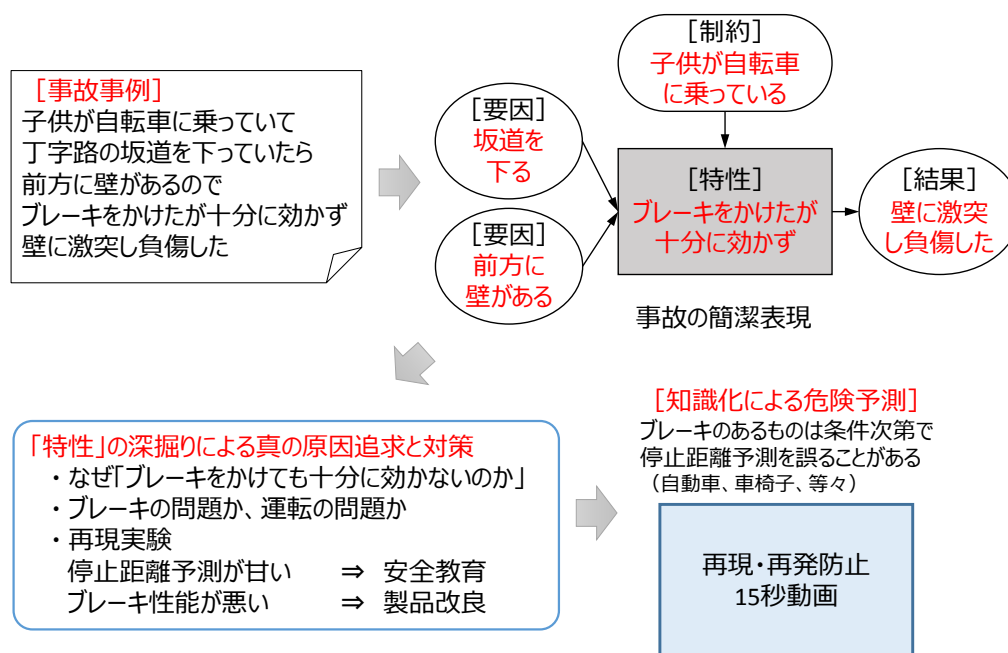 ［事故事例］
子供が自転車に乗っていて
丁字路の坂道を下っていたら
前方に壁があるので
ブレーキをかけたが十分に効かず
壁に激突し負傷した
［制約］
子供が自転車
に乗っている
［要因］
坂道を
下る
［要因］
前方に
壁がある
［特性］
ブレーキをかけたが
十分に効かず
［結果］
壁に激突
し負傷した
事故の簡潔表現
「特性」の深掘りによる真の原因追求と対策
・なぜ「ブレーキをかけても十分に効かないのか」
・ブレーキの問題か、運転の問題か
・再現実験
停止距離予測が甘い ⇒ 安全教育
ブレーキ性能が悪い ⇒ 製品改良
［知識化による危険予測］
ブレーキのあるものは条件次第で
停止距離予測を誤ることがある
（自動車、車椅子、等々）
再現・再発防止
15秒動画